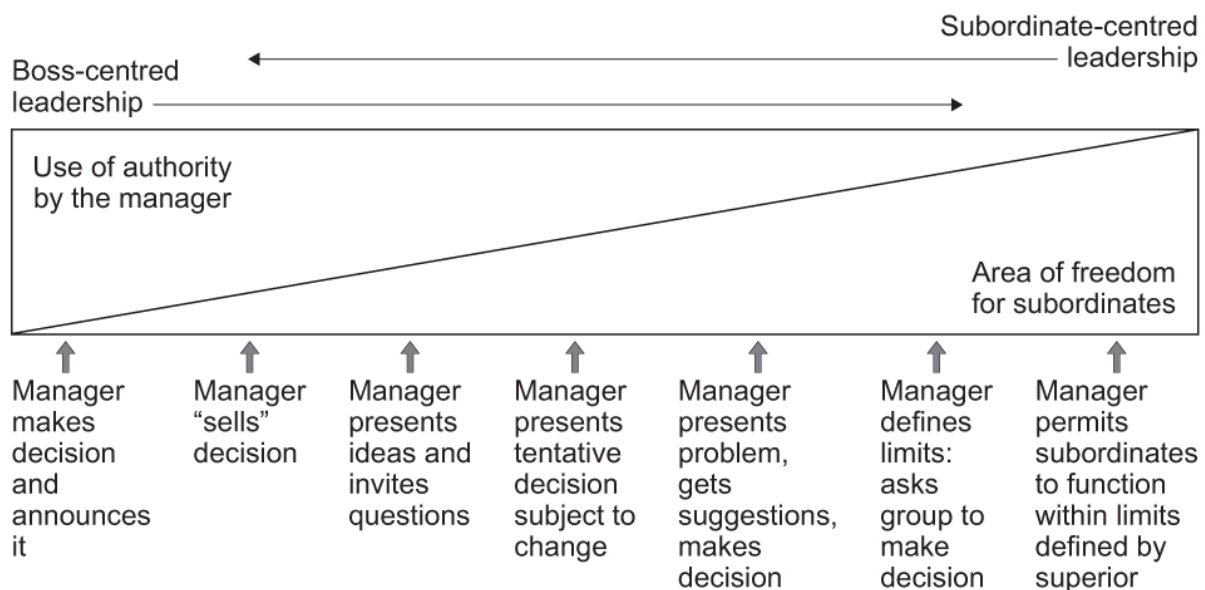 Subordinate-centred
leadership
Boss-centred
leadership
Use of authority
by the manager
Area of freedom
for subordinates
Manager
makes
decision
and
announces
it
Manager
“sells”
decision
Manager
presents
ideas and
invites
questions
Manager
presents
tentative
decision
subject to
change
Manager
presents
problem,
gets
suggestions,
makes
decision
Manager
defines
limits:
asks
group to
make
decision
Manager
permits
subordinates
to function
within limits
defined by
superior